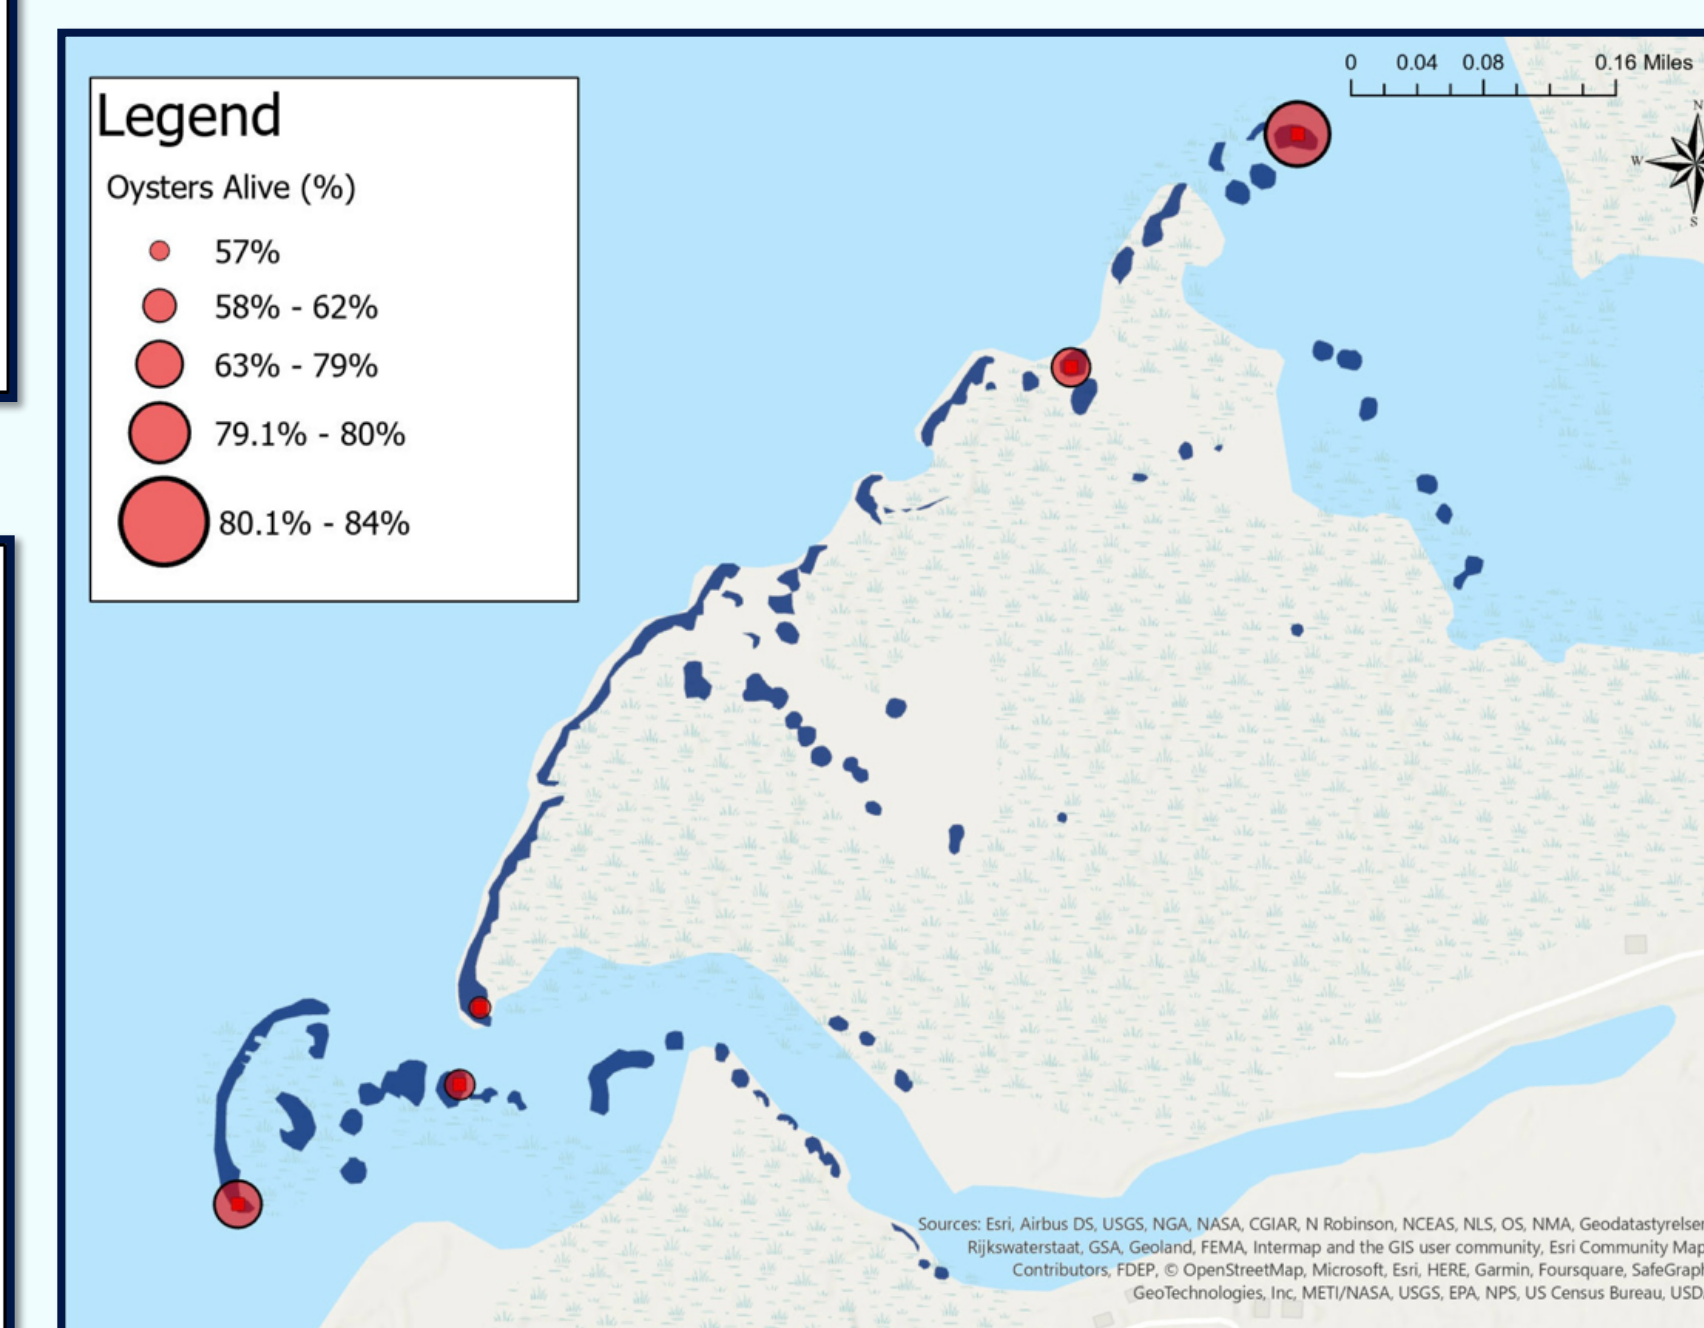 Legend
Oysters Alive (%)
57%
58% - 62%
63% - 79%
79.1% - 80%
80.1% - 84%
0 0.04 0.08 0.16 Miles
N
W
S
Sources: Esri, Airbus DS, USGS, NGA, NASA, CGIAR, N Robinson, NCEAS, NLS, OS, NMA, Geodatastyrelsen
Rijkswaterstaat, GSA, Geoland, FEMA, Intermap and the GIS user community, Esri Community Map
Contributors, FDEP, © OpenStreetMap, Microsoft, Esri, HERE, Garmin, Foursquare, SafeGraph
GeoTechnologies, Inc, METI/NASA, USGS, EPA, NPS, US Census Bureau, USD